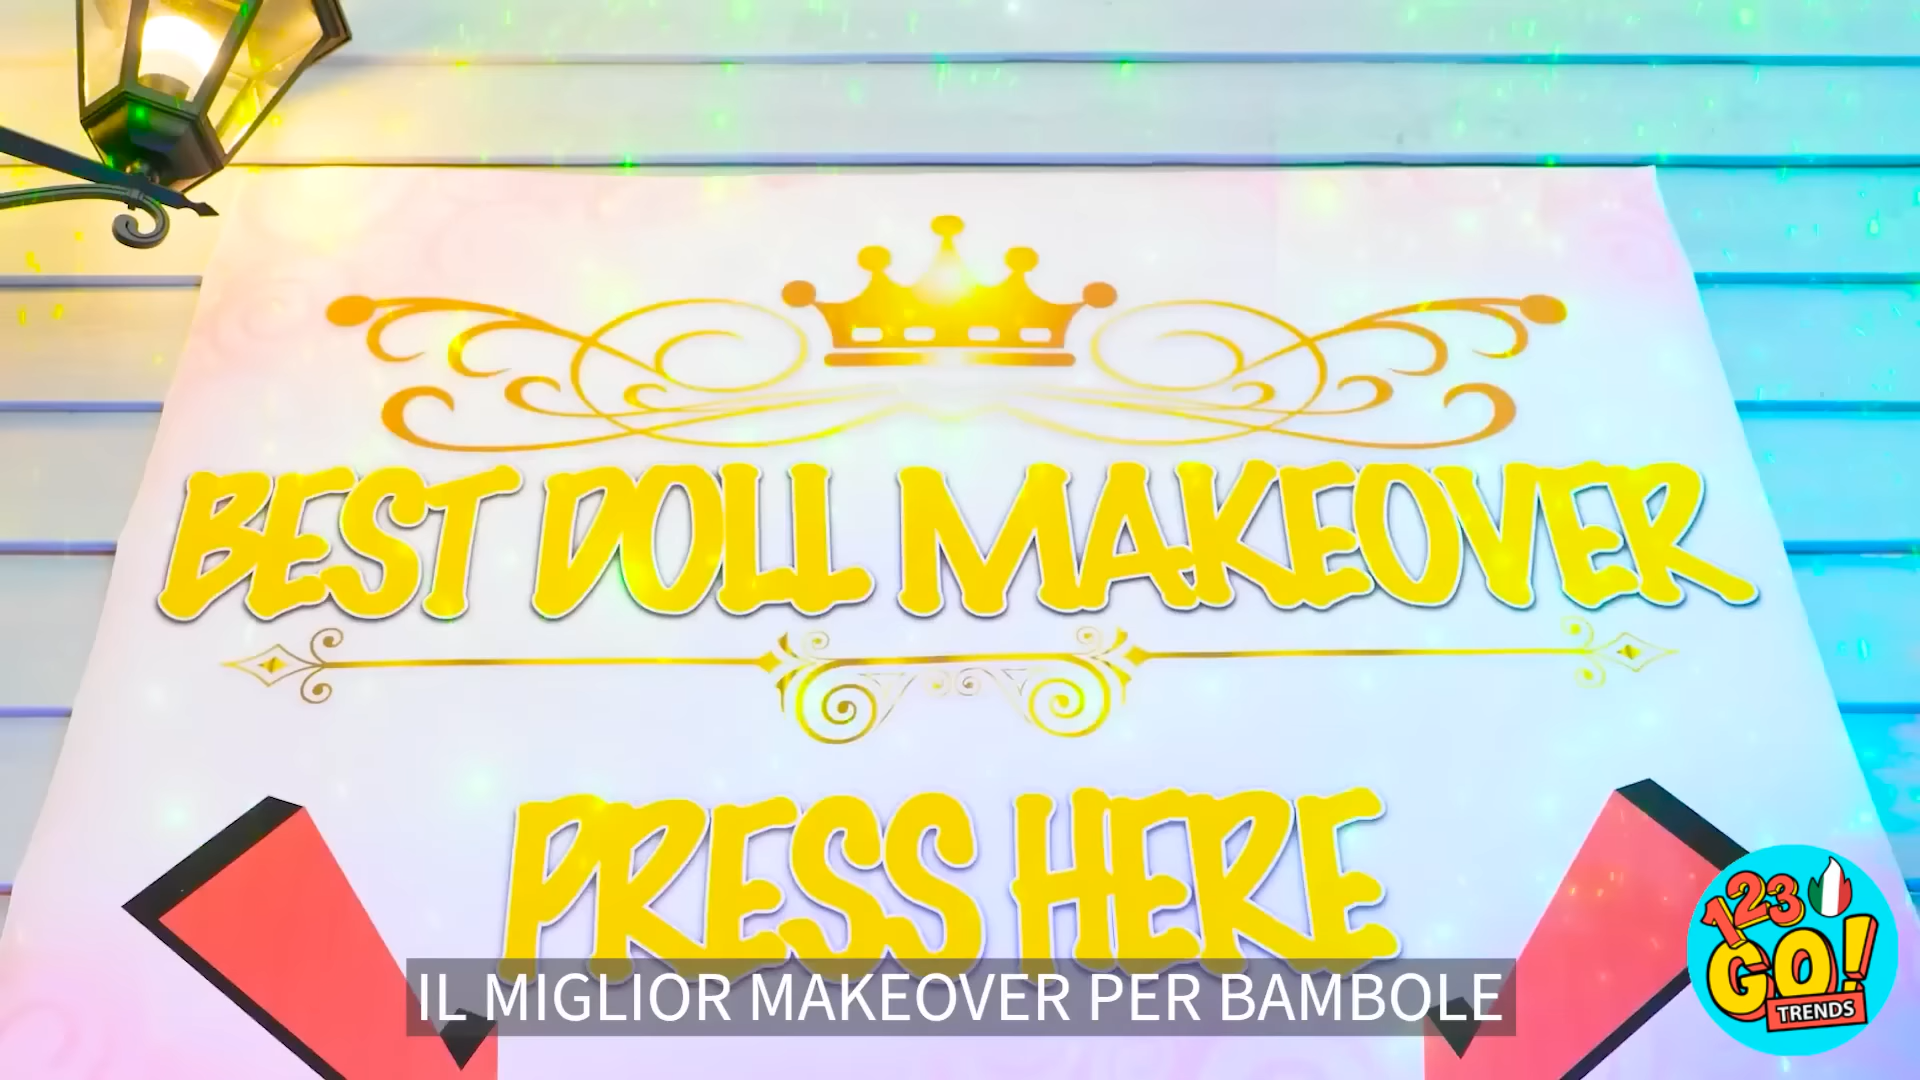 BEST DOLL MAKEOVER
PRESS HERE
IL MIGLIOR MAKEOVER PER BAMBOLE
123
GO!
TRENDS